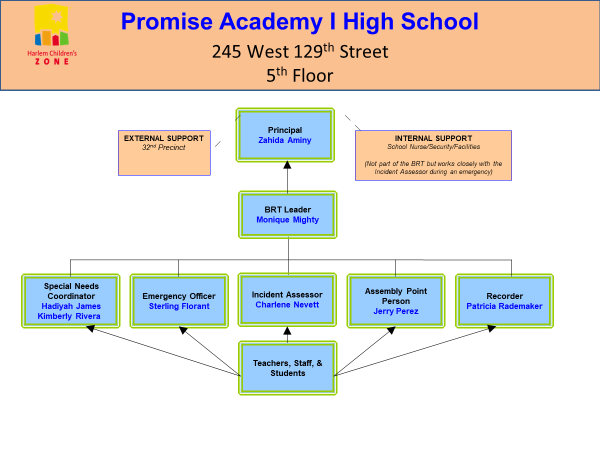 Harlem Children's
ZONE
Promise Academy I High School
245 West 129th Street
5th Floor
EXTERNAL SUPPORT
32nd Precinct
Principal
Zahida Aminy
INTERNAL SUPPORT
School Nurse/Security/Facilities
(Not part of the BRT but works closely with the
Incident Assessor during an emergency)
BRT Leader
Monique Mighty
Special Needs
Coordinator
Hadiyah James
Kimberly Rivera
Emergency Officer
Sterling Florant
Incident Assessor
Charlene Nevett
Assembly Point
Person
Jerry Perez
Recorder
Patricia Rademaker
Teachers, Staff, &
Students